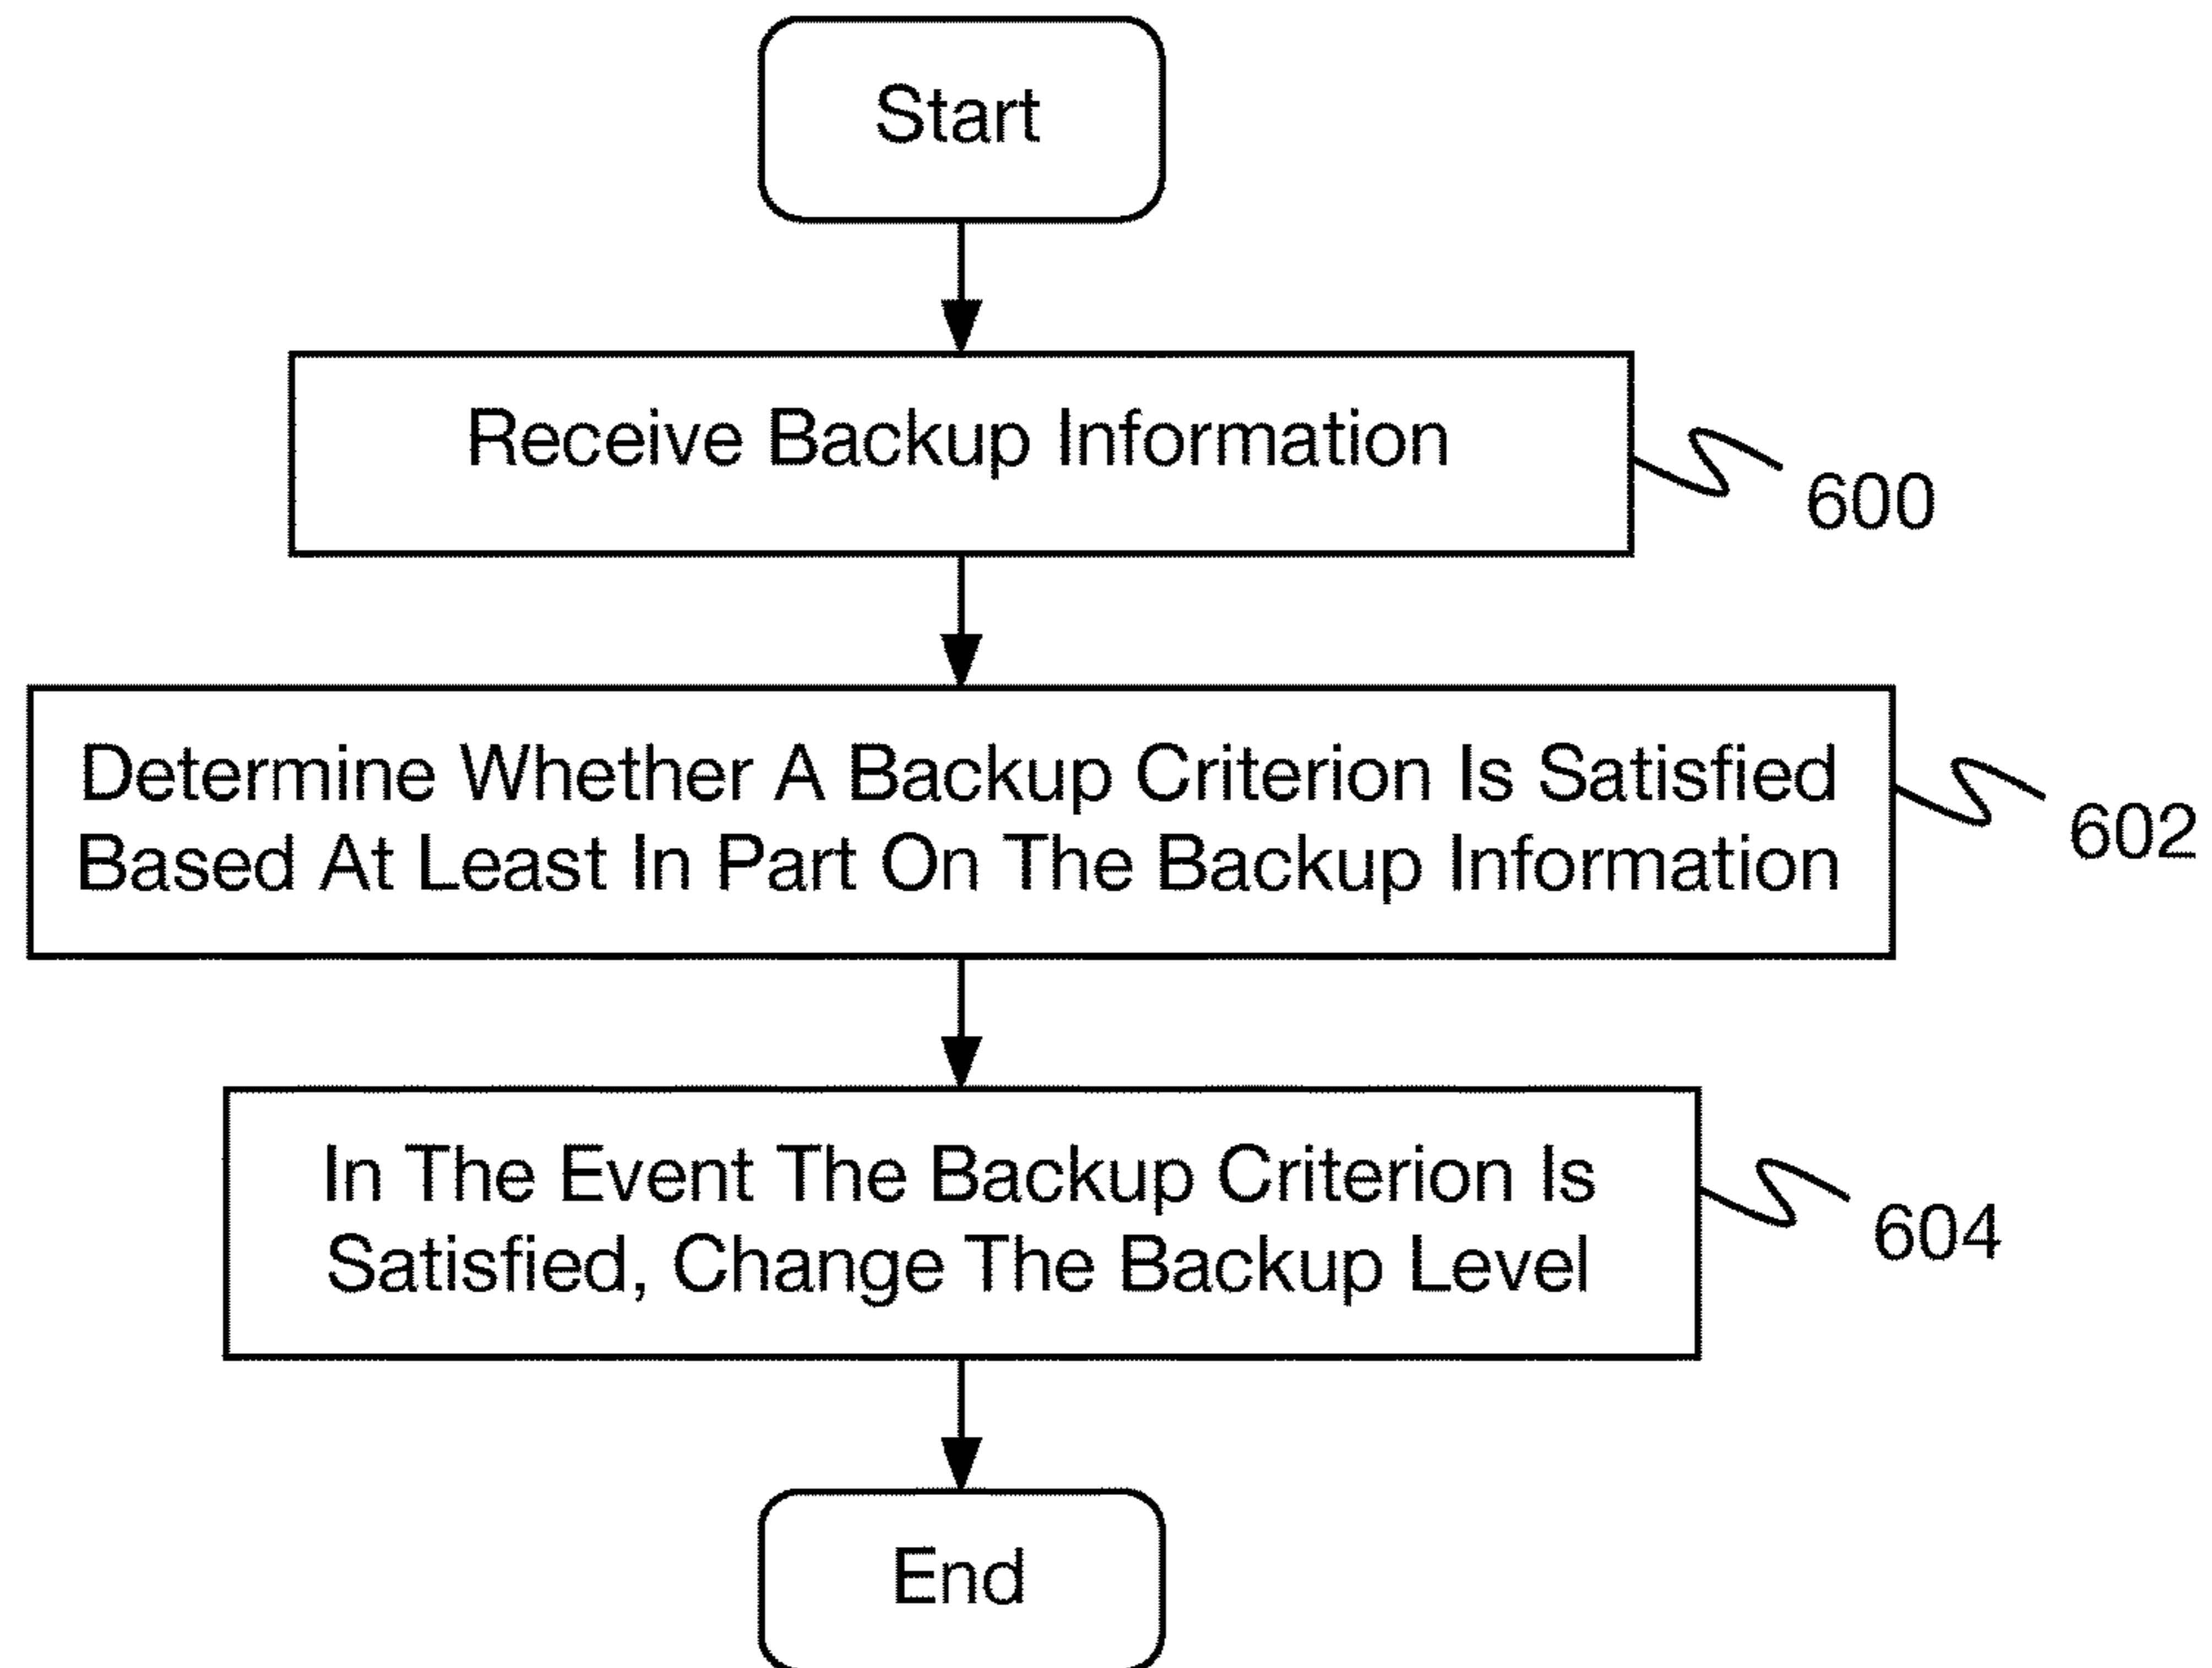 Start
Receive Backup Information
600
Determine Whether A Backup Criterion Is Satisfied
Based At Least In Part On The Backup Information
602
In The Event The Backup Criterion Is
Satisfied, Change The Backup Level
604
End